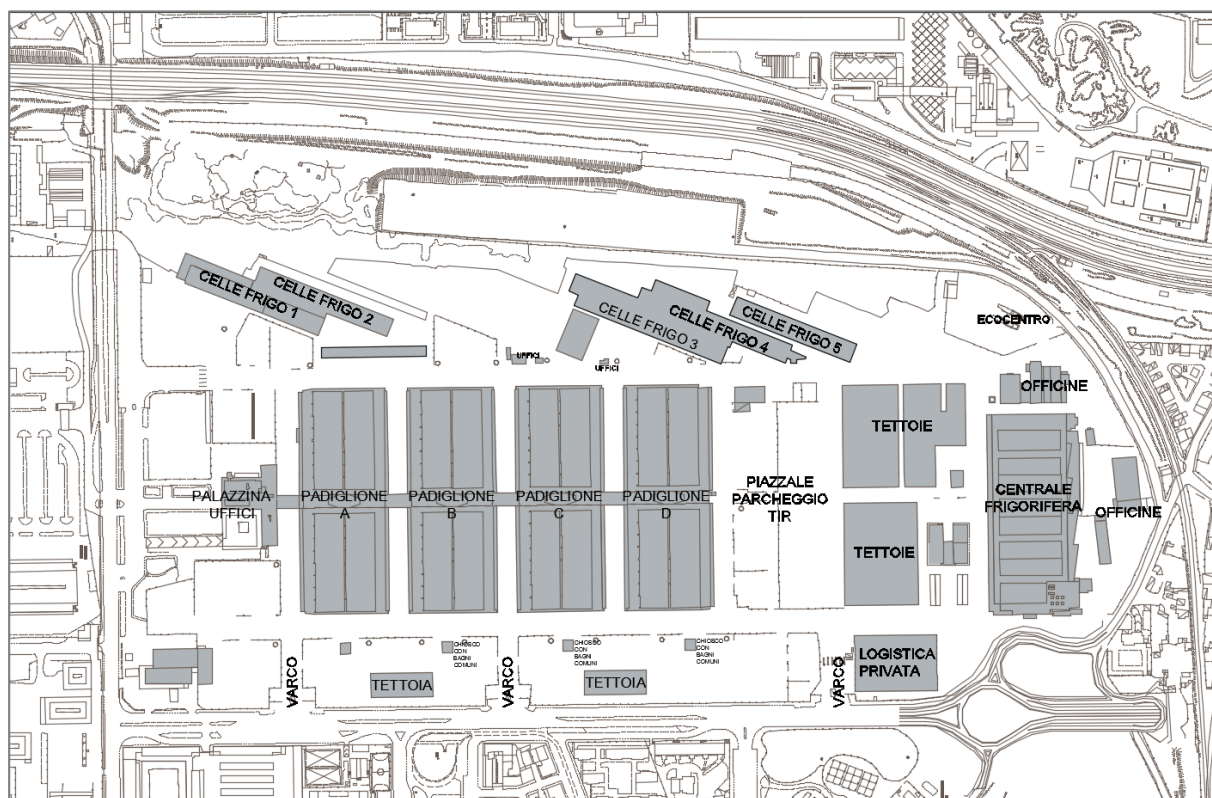 CELLE FRIGO 1
CELLE FRIGO 2
CELLE FRIGO 3
CELLE FRIGO 4
CELLE FRIGO 5
ECOCENTRO
UFFICI
UFFICI
OFFICINE
TETTOIE
PALAZZINA
UFFICI
PADIGLIONE
A
PADIGLIONE
B
PADIGLIONE
C
PADIGLIONE
D
PIAZZALE
PARCHEGGIO
TIR
CENTRALE
FRIGORIFERA
OFFICINE
TETTOIE
CHIOSCO
CON
BAGNI
COMUNI
CHIOSCO
CON
BAGNI
COMUNI
CHIOSCO
CON
BAGNI
COMUNI
VARCO
TETTOIA
VARCO
TETTOIA
VARCO
LOGISTICA
PRIVATA